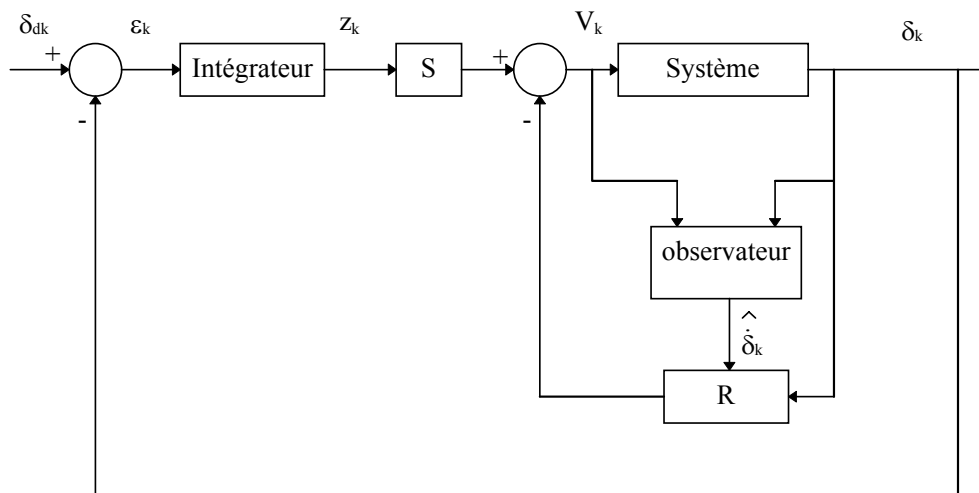 δdk
εk
zk
Vk
δk
+
Intégrateur
S
+
Système
-
-
observateur
δ̂̇k
R